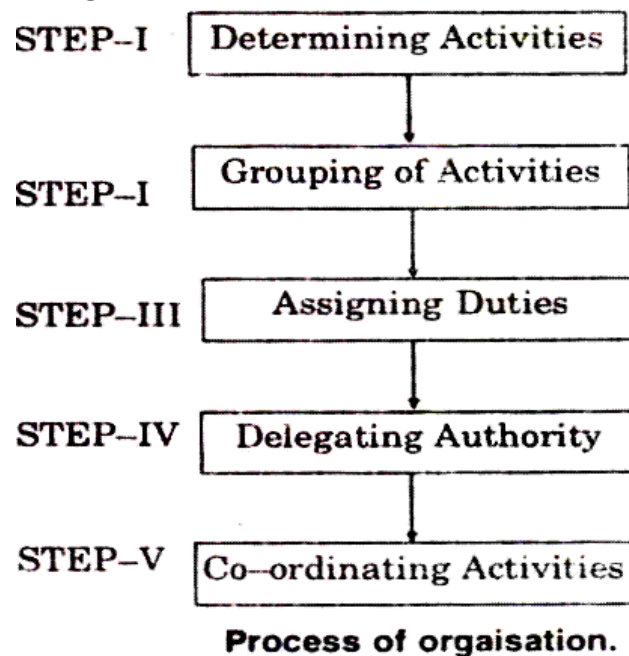 STEP–I Determining Activities
STEP–I Grouping of Activities
STEP–III Assigning Duties
STEP–IV Delegating Authority
STEP–V Co–ordinating Activities
Process of orgaisation.